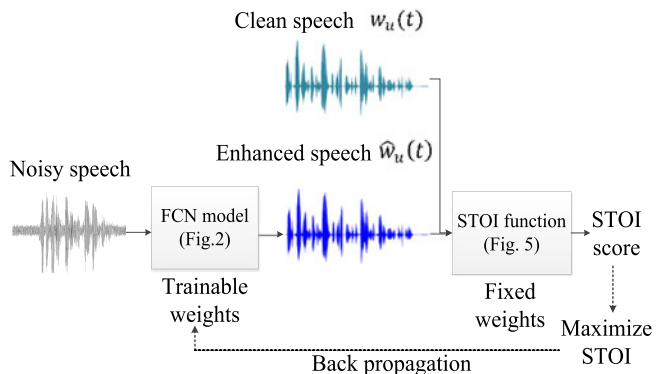 Clean speech w_u(t)
Enhanced speech ŵ_u(t)
Noisy speech
FCN model
(Fig.2)
STOI function
(Fig. 5)
STOI
score
Trainable
weights
Fixed
weights
Maximize
STOI
Back propagation